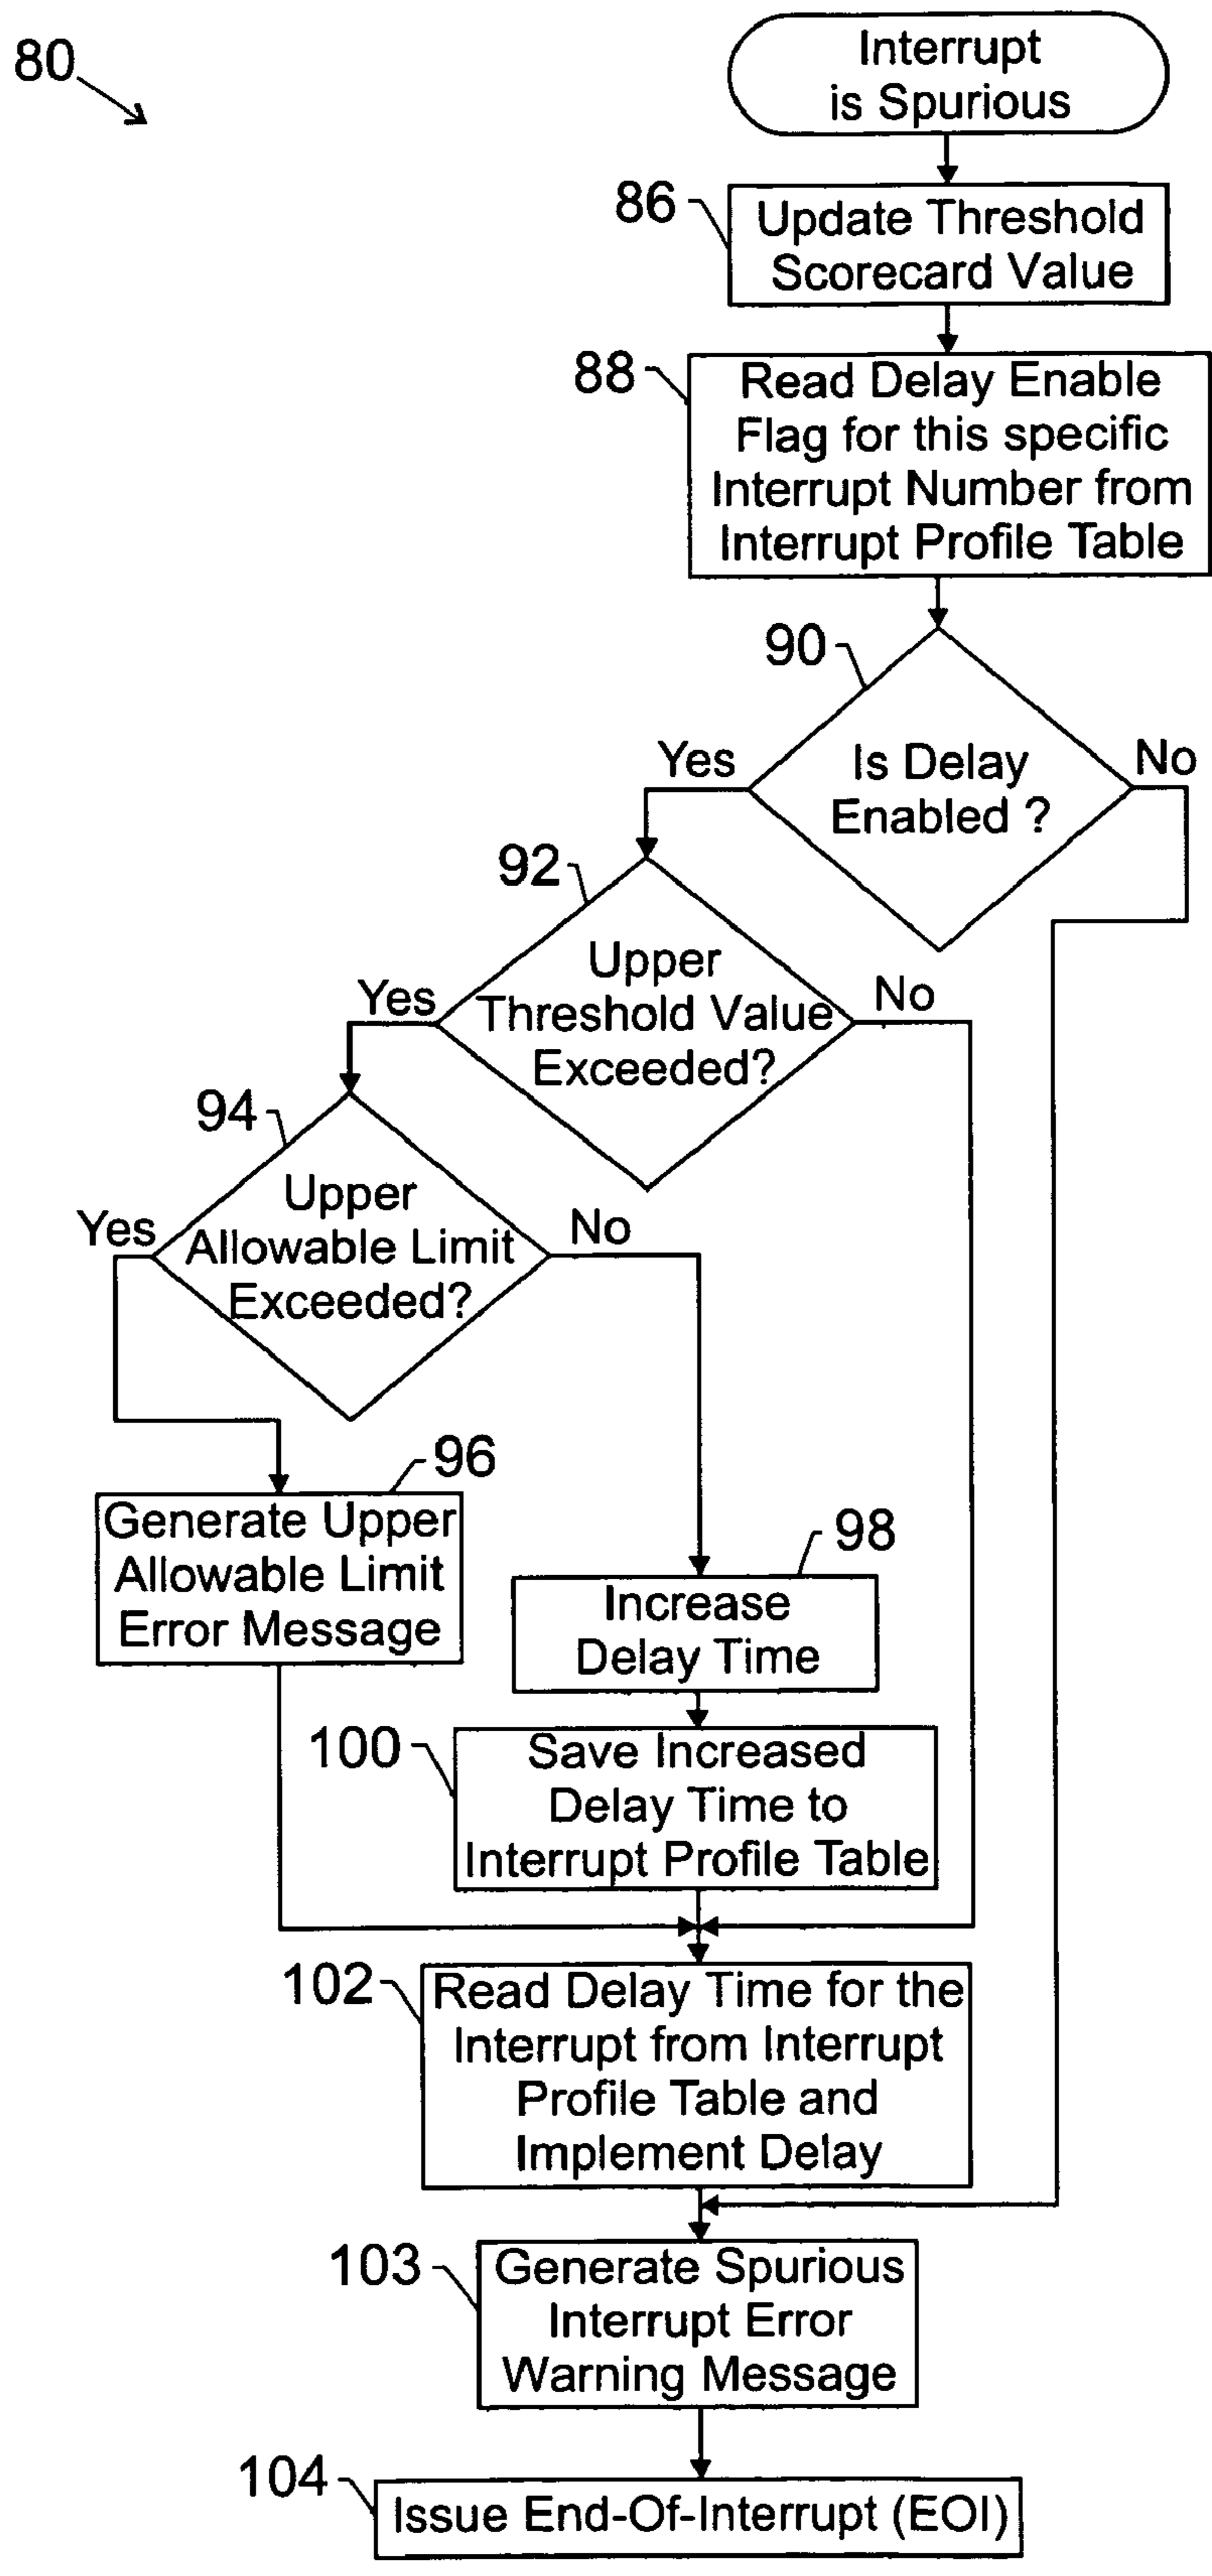 80
Interrupt
is Spurious
86
Update Threshold
Scorecard Value
88
Read Delay Enable
Flag for this specific
Interrupt Number from
Interrupt Profile Table
90
Is Delay
Enabled ?
Yes
No
92
Upper
Threshold Value
Exceeded?
Yes
No
94
Upper
Allowable Limit
Exceeded?
Yes
No
96
Generate Upper
Allowable Limit
Error Message
98
Increase
Delay Time
100
Save Increased
Delay Time to
Interrupt Profile Table
102
Read Delay Time for the
Interrupt from Interrupt
Profile Table and
Implement Delay
103
Generate Spurious
Interrupt Error
Warning Message
104
Issue End-Of-Interrupt (EOI)